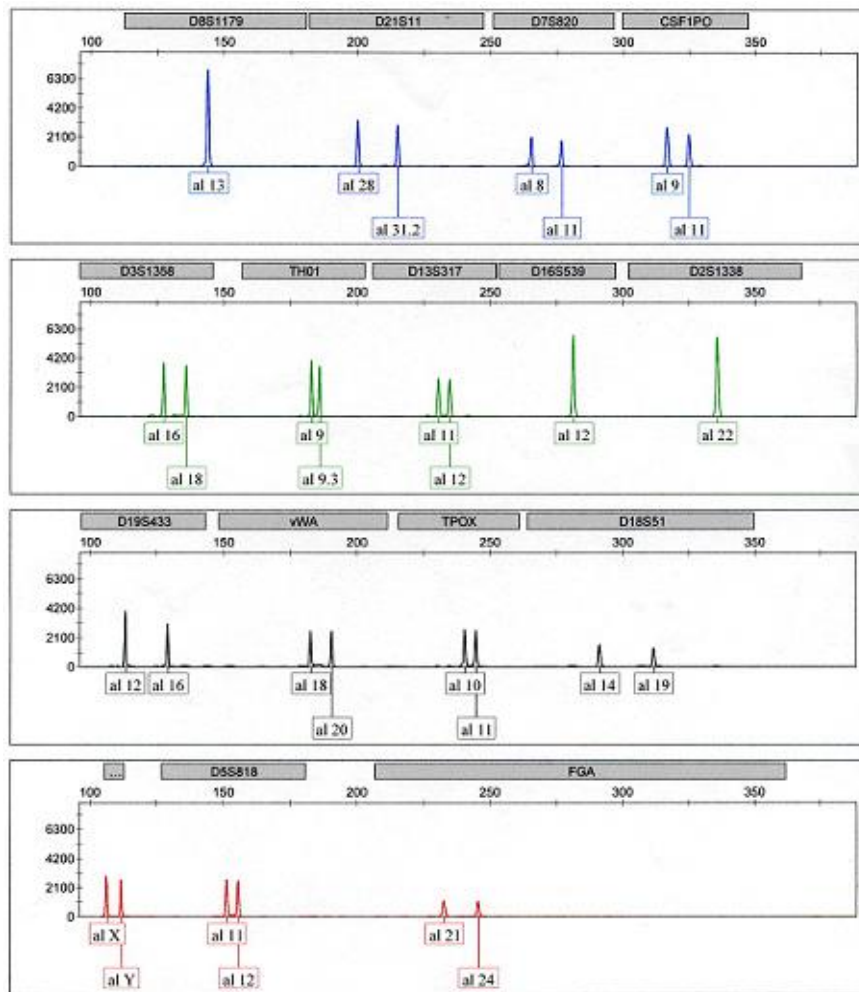 D8S1179 D21S11 D7S820 CSF1PO
100 150 200 250 300 350
6300
4200
2100
0
al 13 al 28 al 8 al 9
al 31.2 al 11 al 11
D3S1358 TH01 D13S317 D16S539 D2S1338
100 150 200 250 300 350
6300
4200
2100
0
al 16 al 9 al 11 al 12 al 22
al 18 al 9.3 al 12
D19S433 vWA TPOX D18S51
100 150 200 250 300 350
6300
4200
2100
0
al 12 al 16 al 18 al 10 al 14 al 19
al 20 al 11
... D5S818 FGA
100 150 200 250 300 350
6300
4200
2100
0
al X al 11 al 21
al Y al 12 al 24